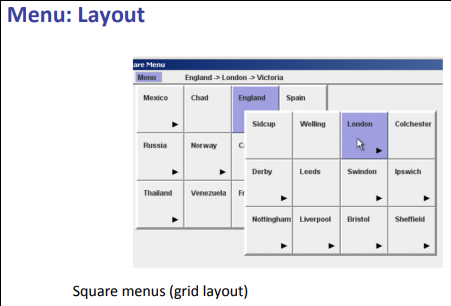 Menu: Layout
are Menu
Menu England -> London -> Victoria
Mexico Chad England Spain
Sidcup Welling London Colchester
Russia Norway
Derby Leeds Swindon Ipswich
Thailand Venezuela
Nottingham Liverpool Bristol Sheffield
Square menus (grid layout)